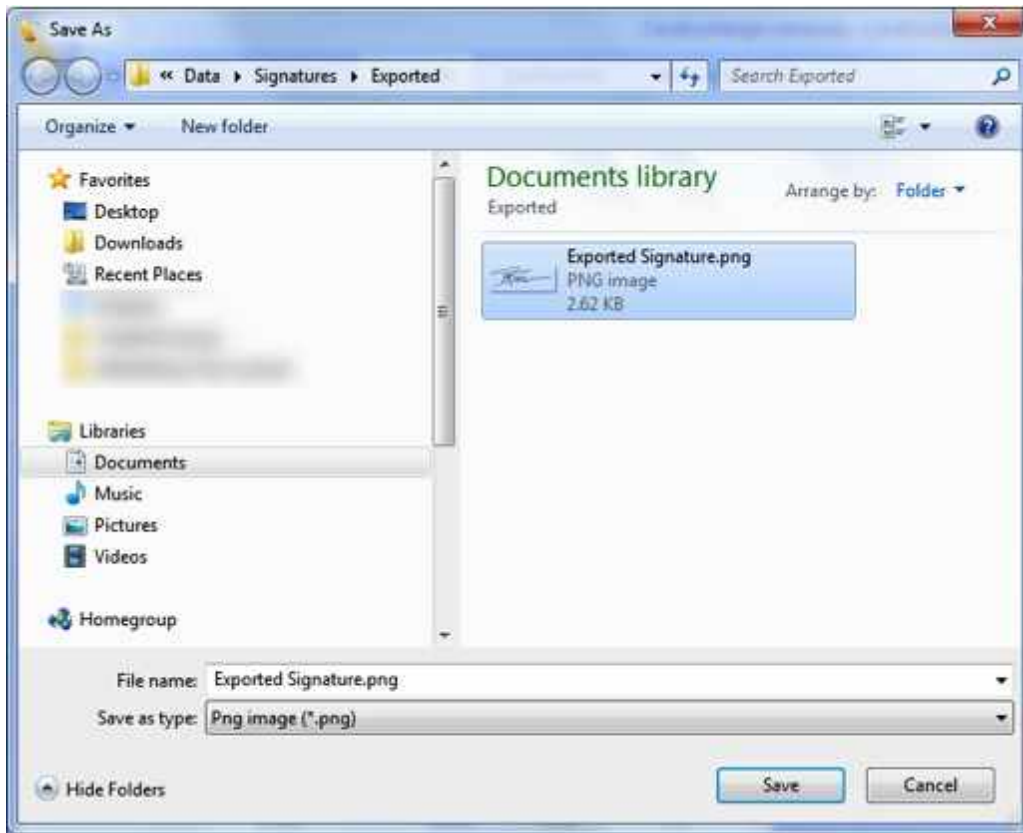 Save As
« Data ▸ Signatures ▸ Exported
Search Exported
Organize
New folder
Favorites
Desktop
Downloads
Recent Places
Libraries
Documents
Music
Pictures
Videos
Homegroup
Documents library
Exported
Arrange by: Folder
Exported Signature.png
PNG image
2.62 KB
File name: Exported Signature.png
Save as type: Png image (*.png)
Hide Folders
Save
Cancel